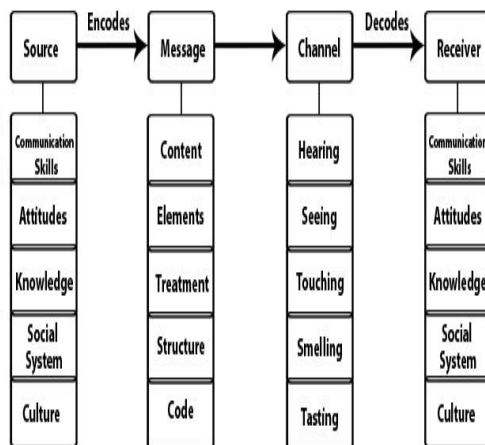 Encodes
Decodes
Source
Message
Channel
Receiver
Communication
Skills
Attitudes
Knowledge
Social
System
Culture
Content
Elements
Treatment
Structure
Code
Hearing
Seeing
Touching
Smelling
Tasting
Communication
Skills
Attitudes
Knowledge
Social
System
Culture